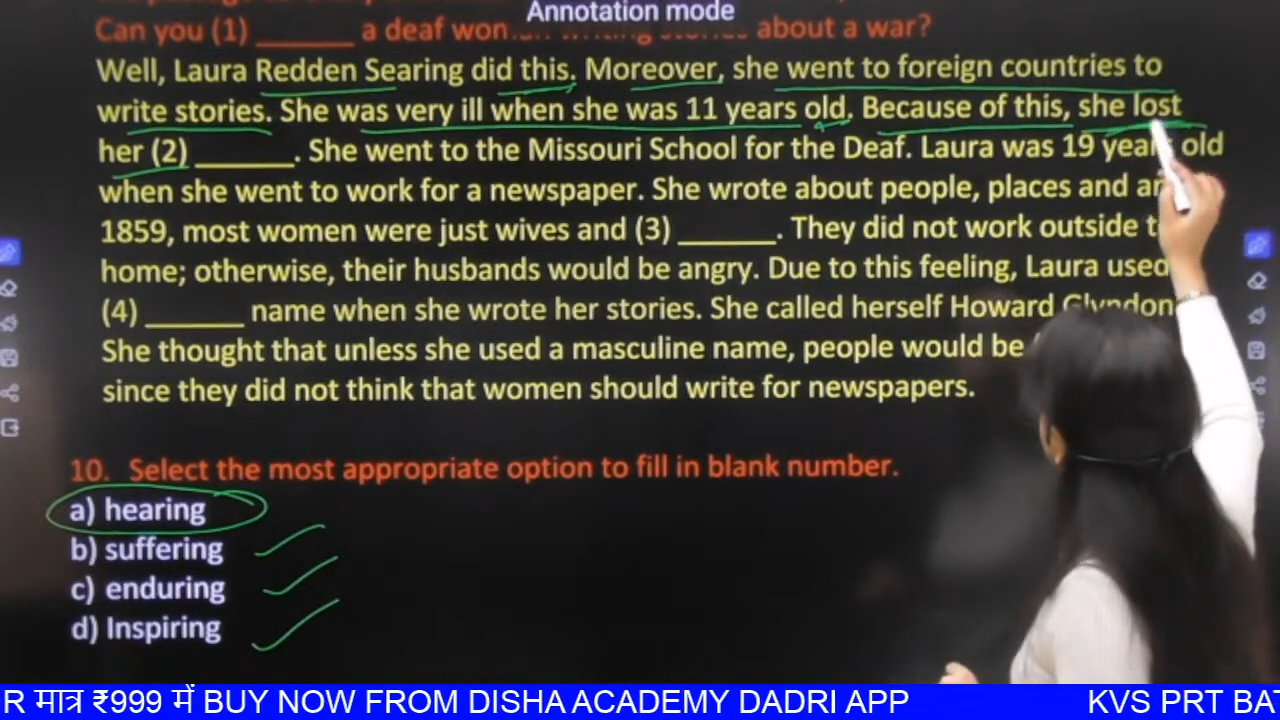 Annotation mode
Can you (1) ______ a deaf about a war?
Well, Laura Redden Searing did this. Moreover, she went to foreign countries to
write stories. She was very ill when she was 11 years old. Because of this, she lost
her (2) ______. She went to the Missouri School for the Deaf. Laura was 19 years old
when she went to work for a newspaper. She wrote about people, places and
1859, most women were just wives and (3) ______. They did not work outside
home; otherwise, their husbands would be angry. Due to this feeling, Laura used
(4) ______ name when she wrote her stories. She called herself Howard Glyndon
She thought that unless she used a masculine name, people would be
since they did not think that women should write for newspapers.
10. Select the most appropriate option to fill in blank number.
a) hearing
b) suffering
c) enduring
d) Inspiring
R मात्र ₹999 में BUY NOW FROM DISHA ACADEMY DADRI APP KVS PRT BA